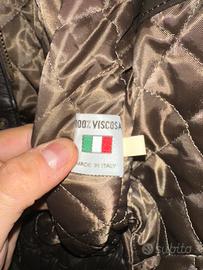 100% VISCOSA
MADE IN ITALY
subito